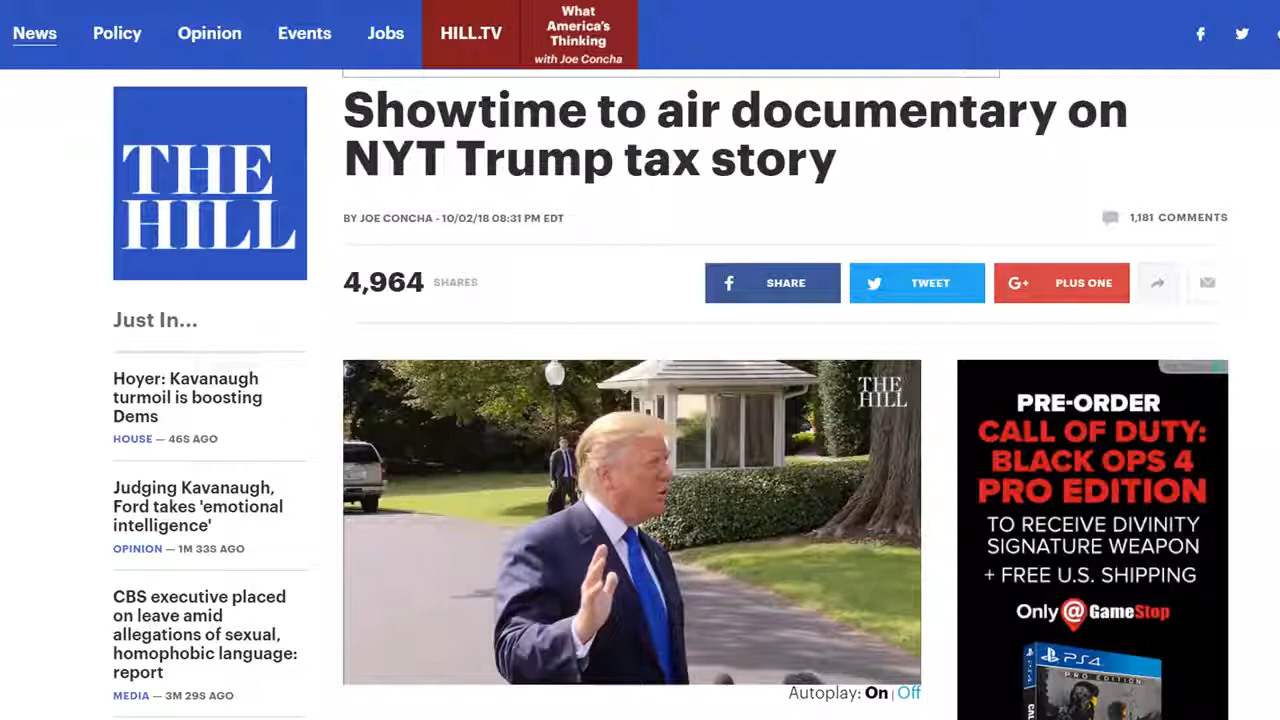 News
Policy
Opinion
Events
Jobs
HILL.TV
What
America's
Thinking
with Joe Concha
THE
HILL
Showtime to air documentary on
NYT Trump tax story
BY JOE CONCHA - 10/02/18 08:31 PM EDT
1,181 COMMENTS
4,964 SHARES
SHARE
TWEET
G+ PLUS ONE
Just In...
Hoyer: Kavanaugh
turmoil is boosting
Dems
HOUSE — 46S AGO
Judging Kavanaugh,
Ford takes 'emotional
intelligence'
OPINION — 1M 33S AGO
CBS executive placed
on leave amid
allegations of sexual,
homophobic language:
report
MEDIA — 3M 29S AGO
THE
HILL
Autoplay: On | Off
PRE-ORDER
CALL OF DUTY:
BLACK OPS 4
PRO EDITION
TO RECEIVE DIVINITY
SIGNATURE WEAPON
+ FREE U.S. SHIPPING
Only @ GameStop
PS4
PRO EDITION